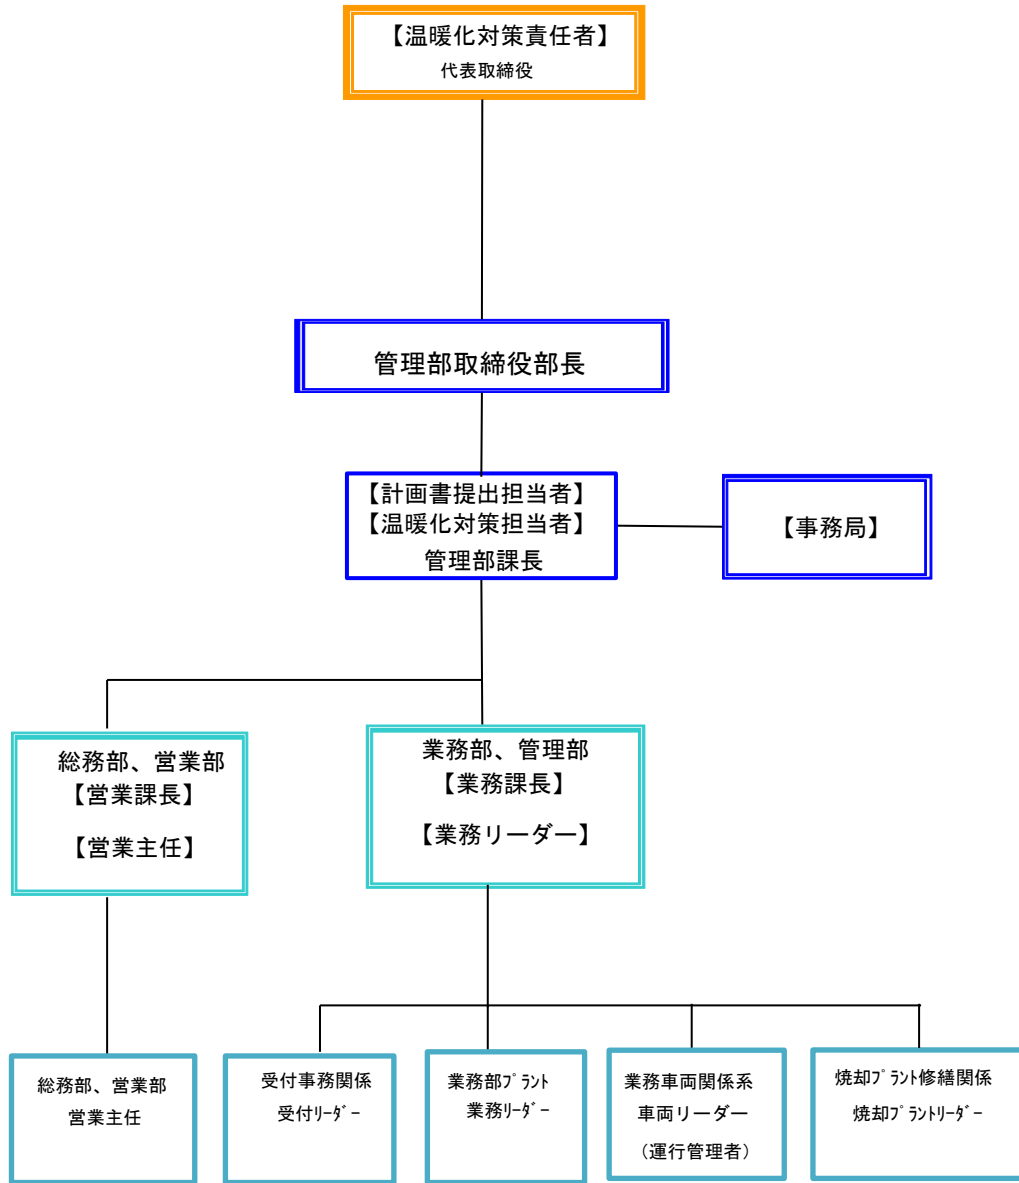 【温暖化対策責任者】
代表取締役
管理部取締役部長
【計画書提出担当者】
【温暖化対策担当者】
管理部課長
【事務局】
総務部、営業部
【営業課長】
【営業主任】
業務部、管理部
【業務課長】
【業務リーダー】
総務部、営業部
営業主任
受付事務関係
受付ﾘｰﾀﾞｰ
業務部ﾌﾟﾗﾝﾄ
業務ﾘｰﾀﾞｰ
業務車両関係系
車両リーダー
（運行管理者）
焼却ﾌﾟﾗﾝﾄ修繕関係
焼却ﾌﾟﾗﾝﾄﾘｰﾀﾞｰ